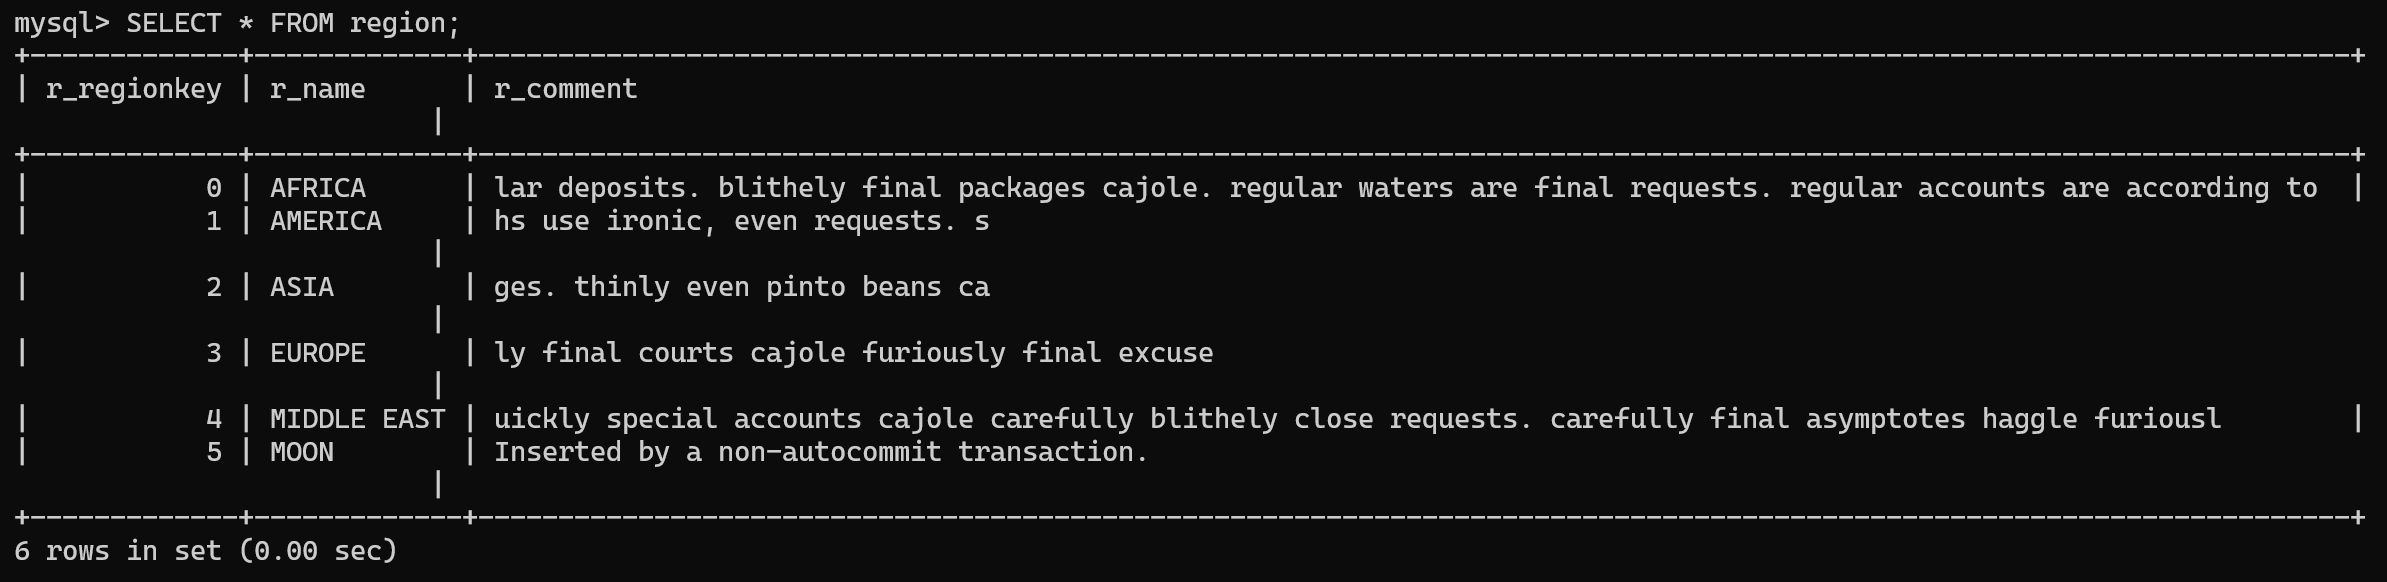 mysql> SELECT * FROM region;
+-------------+-------------+---------------------------------------------------------------------------------------------------------------------+
| r_regionkey | r_name      | r_comment
                          |
+-------------+-------------+---------------------------------------------------------------------------------------------------------------------+
|           0 | AFRICA      | lar deposits. blithely final packages cajole. regular waters are final requests. regular accounts are according to  |
|           1 | AMERICA     | hs use ironic, even requests. s
                          |
|           2 | ASIA        | ges. thinly even pinto beans ca
                          |
|           3 | EUROPE      | ly final courts cajole furiously final excuse
                          |
|           4 | MIDDLE EAST | uickly special accounts cajole carefully blithely close requests. carefully final asymptotes haggle furiousl        |
|           5 | MOON        | Inserted by a non-autocommit transaction.
                          |
+-------------+-------------+---------------------------------------------------------------------------------------------------------------------+
6 rows in set (0.00 sec)